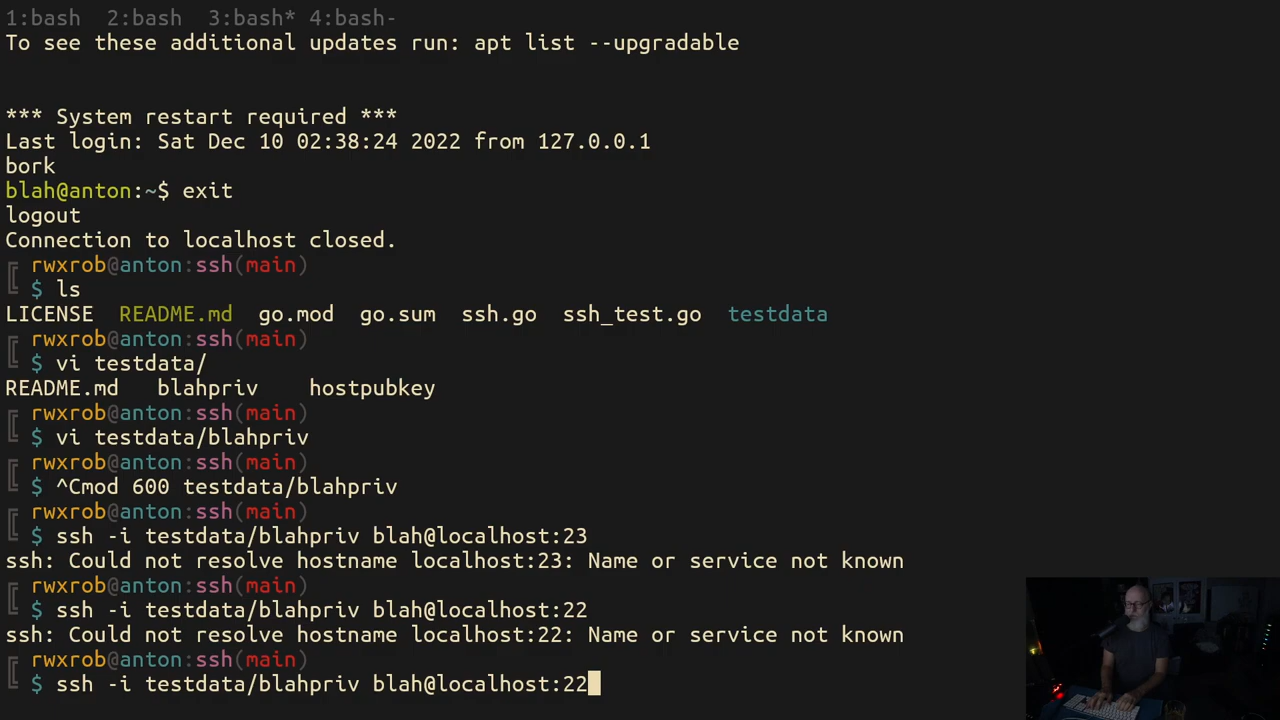 1:bash  2:bash  3:bash* 4:bash-
To see these additional updates run: apt list --upgradable
*** System restart required ***
Last login: Sat Dec 10 02:38:24 2022 from 127.0.0.1
bork
blah@anton:~$ exit
logout
Connection to localhost closed.
rwxrob@anton:ssh(main)
$ ls
LICENSE  README.md  go.mod  go.sum  ssh.go  ssh_test.go  testdata
rwxrob@anton:ssh(main)
$ vi testdata/
README.md   blahpriv    hostpubkey
rwxrob@anton:ssh(main)
$ vi testdata/blahpriv
rwxrob@anton:ssh(main)
$ ^Cmod 600 testdata/blahpriv
rwxrob@anton:ssh(main)
$ ssh -i testdata/blahpriv blah@localhost:23
ssh: Could not resolve hostname localhost:23: Name or service not known
rwxrob@anton:ssh(main)
$ ssh -i testdata/blahpriv blah@localhost:22
ssh: Could not resolve hostname localhost:22: Name or service not known
rwxrob@anton:ssh(main)
$ ssh -i testdata/blahpriv blah@localhost:22